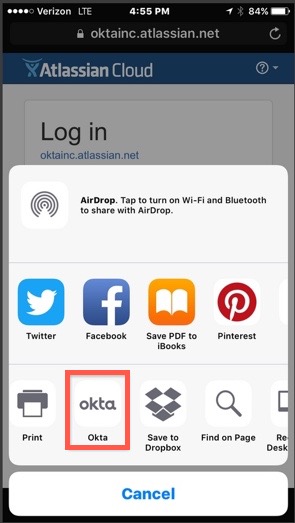 Verizon LTE 4:55 PM 84%
oktainc.atlassian.net
Atlassian Cloud
Log in
oktainc.atlassian.net
AirDrop. Tap to turn on Wi-Fi and Bluetooth
to share with AirDrop.
Twitter Facebook Save PDF to
iBooks Pinterest
okta
Print Okta Save to
Dropbox Find on Page Re
Desk
Cancel